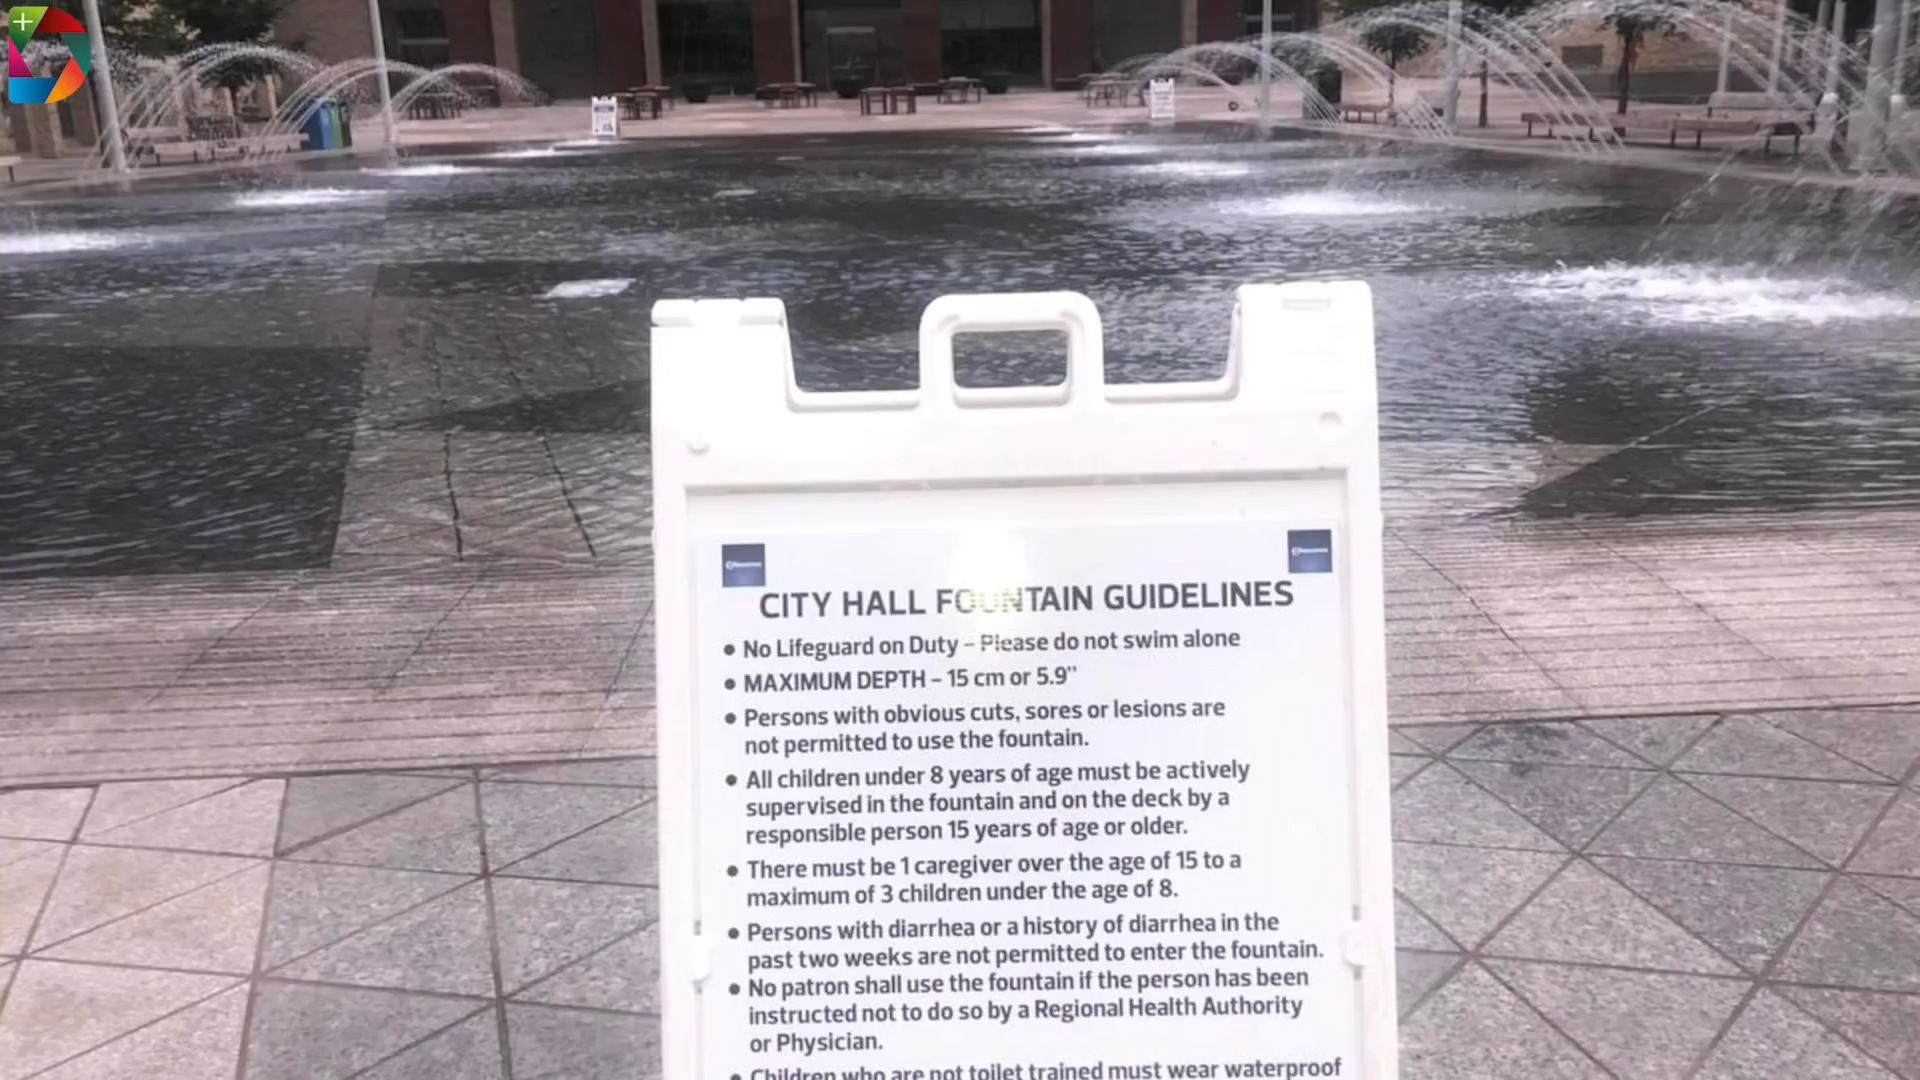 CITY HALL FOUNTAIN GUIDELINES
• No Lifeguard on Duty – Please do not swim alone
• MAXIMUM DEPTH – 15 cm or 5.9"
• Persons with obvious cuts, sores or lesions are
not permitted to use the fountain.
• All children under 8 years of age must be actively
supervised in the fountain and on the deck by a
responsible person 15 years of age or older.
• There must be 1 caregiver over the age of 15 to a
maximum of 3 children under the age of 8.
• Persons with diarrhea or a history of diarrhea in the
past two weeks are not permitted to enter the fountain.
• No patron shall use the fountain if the person has been
instructed not to do so by a Regional Health Authority
or Physician.
• Children who are not toilet trained must wear waterproof